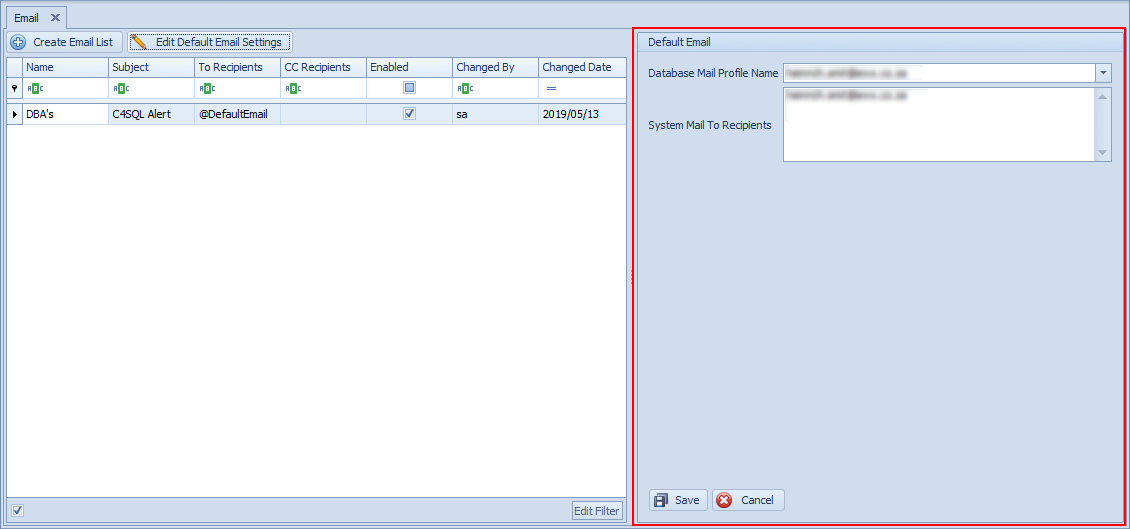 Email
Create Email List
Edit Default Email Settings
Name Subject To Recipients CC Recipients Enabled Changed By Changed Date
ABC ABC ABC ABC ABC =
DBA's C4SQL Alert @DefaultEmail sa 2019/05/13
Edit Filter
Default Email
Database Mail Profile Name
System Mail To Recipients
Save Cancel